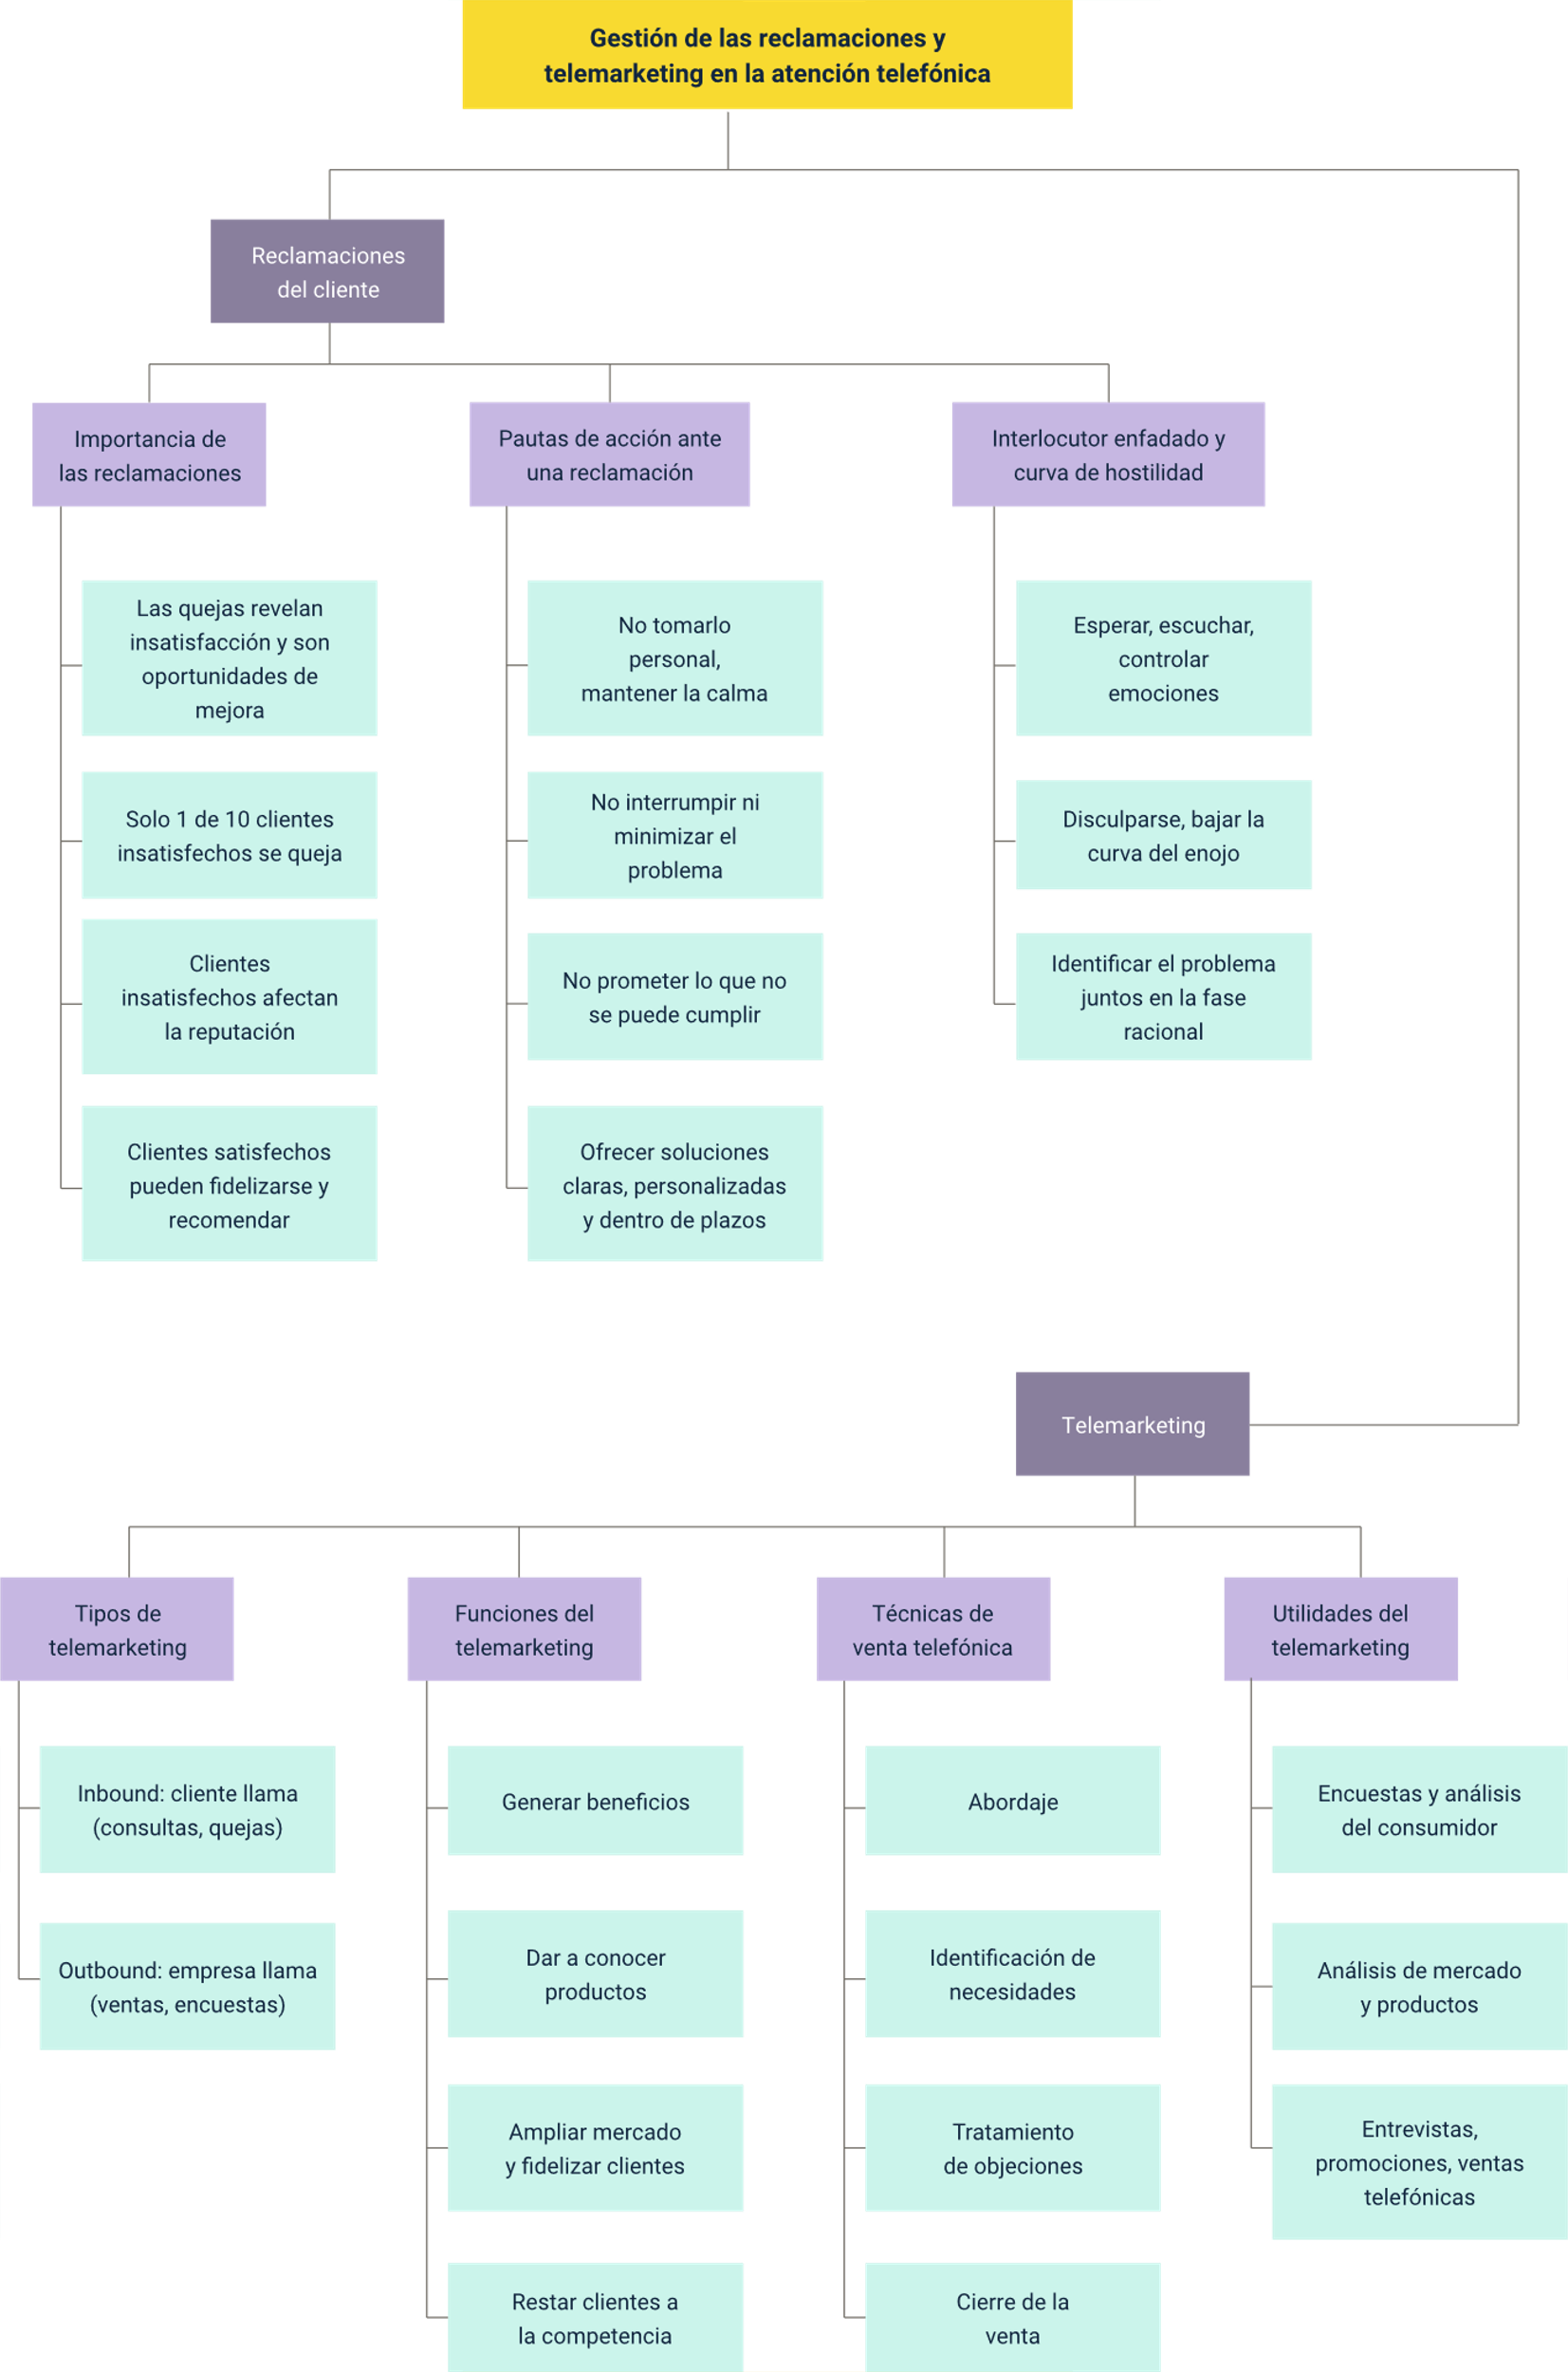 Gestión de las reclamaciones y
telemarketing en la atención telefónica
Reclamaciones
del cliente
Importancia de
las reclamaciones
Las quejas revelan
insatisfacción y son
oportunidades de
mejora
Solo 1 de 10 clientes
insatisfechos se queja
Clientes
insatisfechos afectan
la reputación
Clientes satisfechos
pueden fidelizarse y
recomendar
Pautas de acción ante
una reclamación
No tomarlo
personal,
mantener la calma
No interrumpir ni
minimizar el
problema
No prometer lo que no
se puede cumplir
Ofrecer soluciones
claras, personalizadas
y dentro de plazos
Interlocutor enfadado y
curva de hostilidad
Esperar, escuchar,
controlar
emociones
Disculparse, bajar la
curva del enojo
Identificar el problema
juntos en la fase
racional
Telemarketing
Tipos de
telemarketing
Inbound: cliente llama
(consultas, quejas)
Outbound: empresa llama
(ventas, encuestas)
Funciones del
telemarketing
Generar beneficios
Dar a conocer
productos
Ampliar mercado
y fidelizar clientes
Restar clientes a
la competencia
Técnicas de
venta telefónica
Abordaje
Identificación de
necesidades
Tratamiento
de objeciones
Cierre de la
venta
Utilidades del
telemarketing
Encuestas y análisis
del consumidor
Análisis de mercado
y productos
Entrevistas,
promociones, ventas
telefónicas